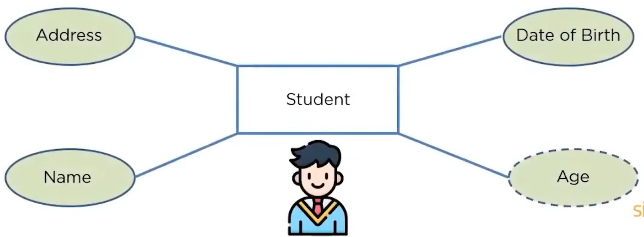 Address
Date of Birth
Student
Name
Age